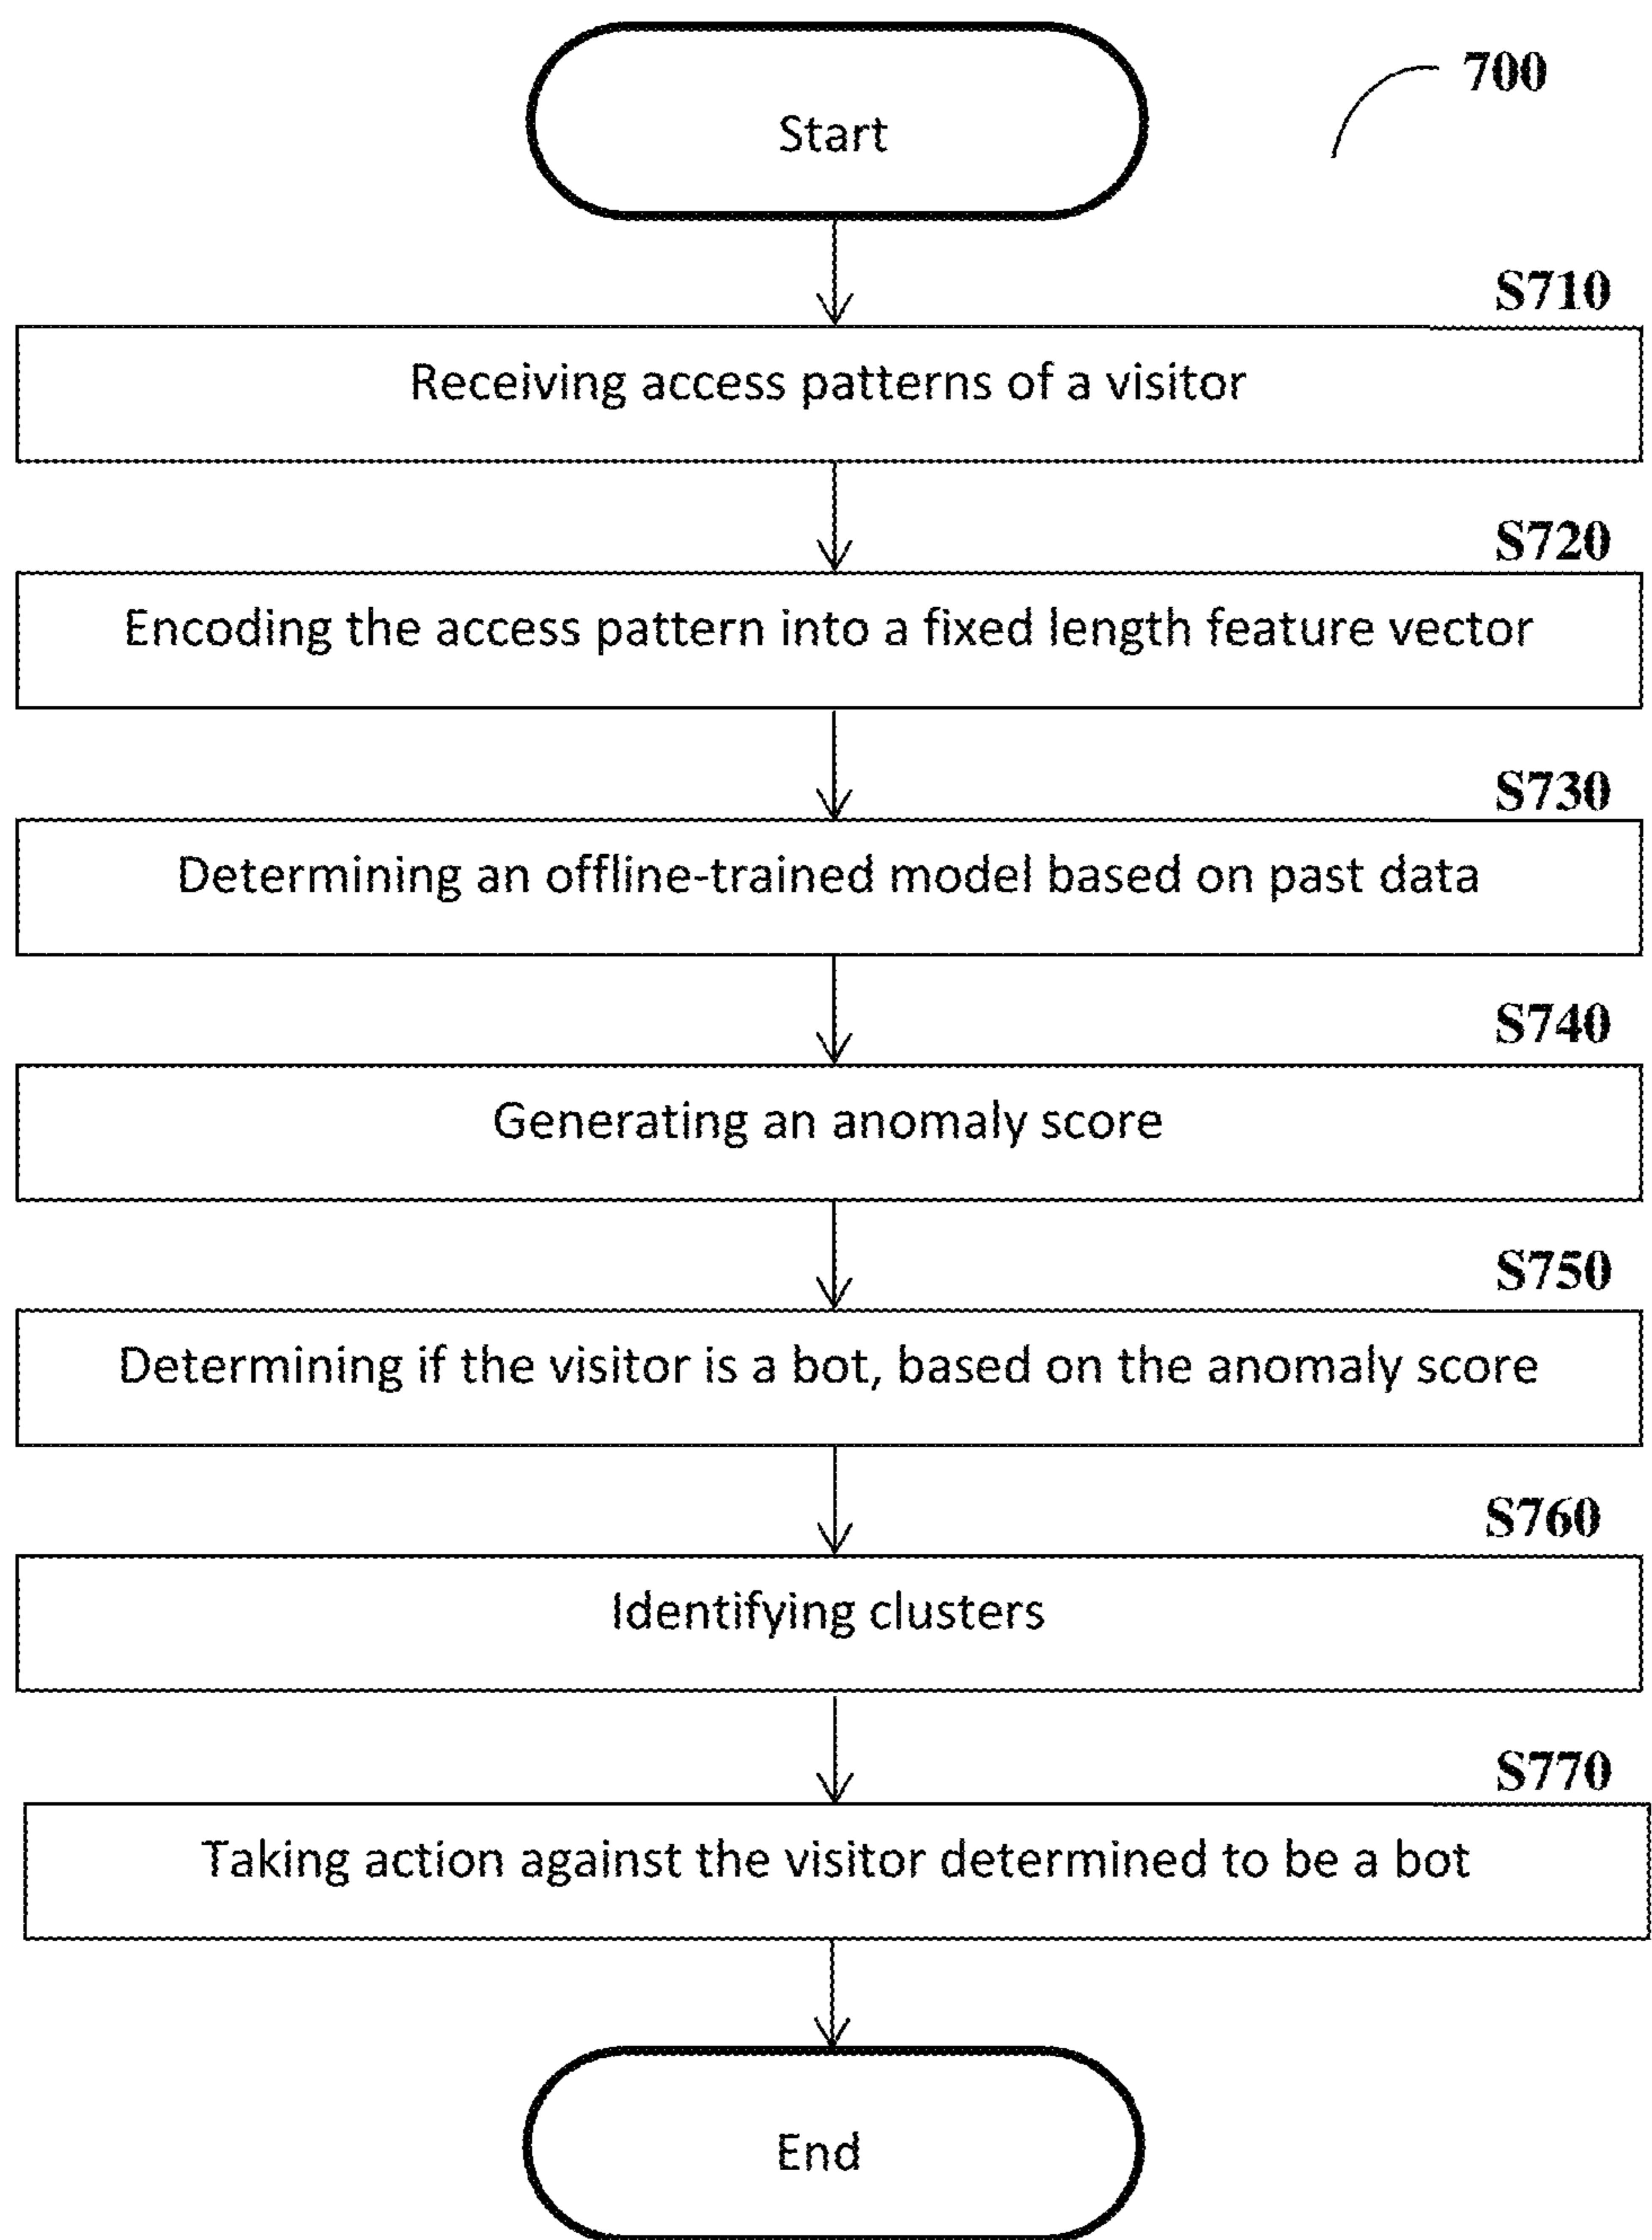 Start
700
S710
Receiving access patterns of a visitor
S720
Encoding the access pattern into a fixed length feature vector
S730
Determining an offline-trained model based on past data
S740
Generating an anomaly score
S750
Determining if the visitor is a bot, based on the anomaly score
S760
Identifying clusters
S770
Taking action against the visitor determined to be a bot
End